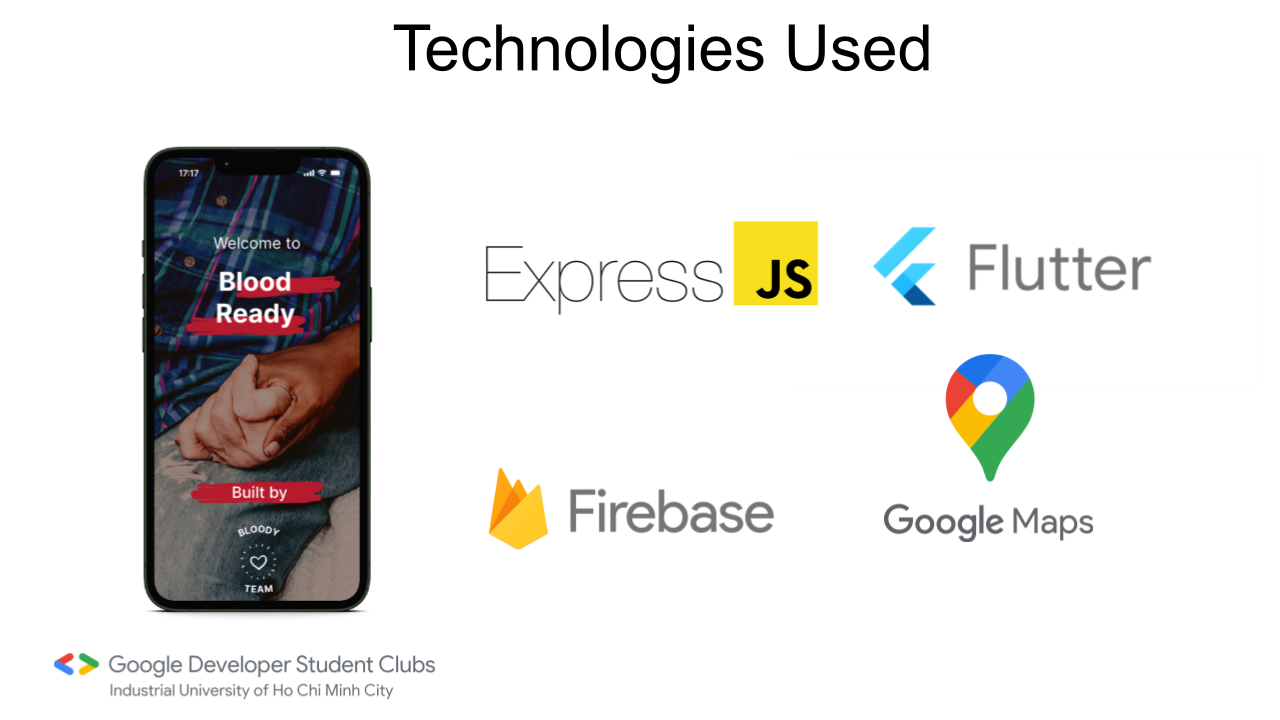 Technologies Used
17:17
Welcome to
Blood
Ready
Built by
BLOODY
TEAM
Express JS
Flutter
Firebase
Google Maps
Google Developer Student Clubs
Industrial University of Ho Chi Minh City